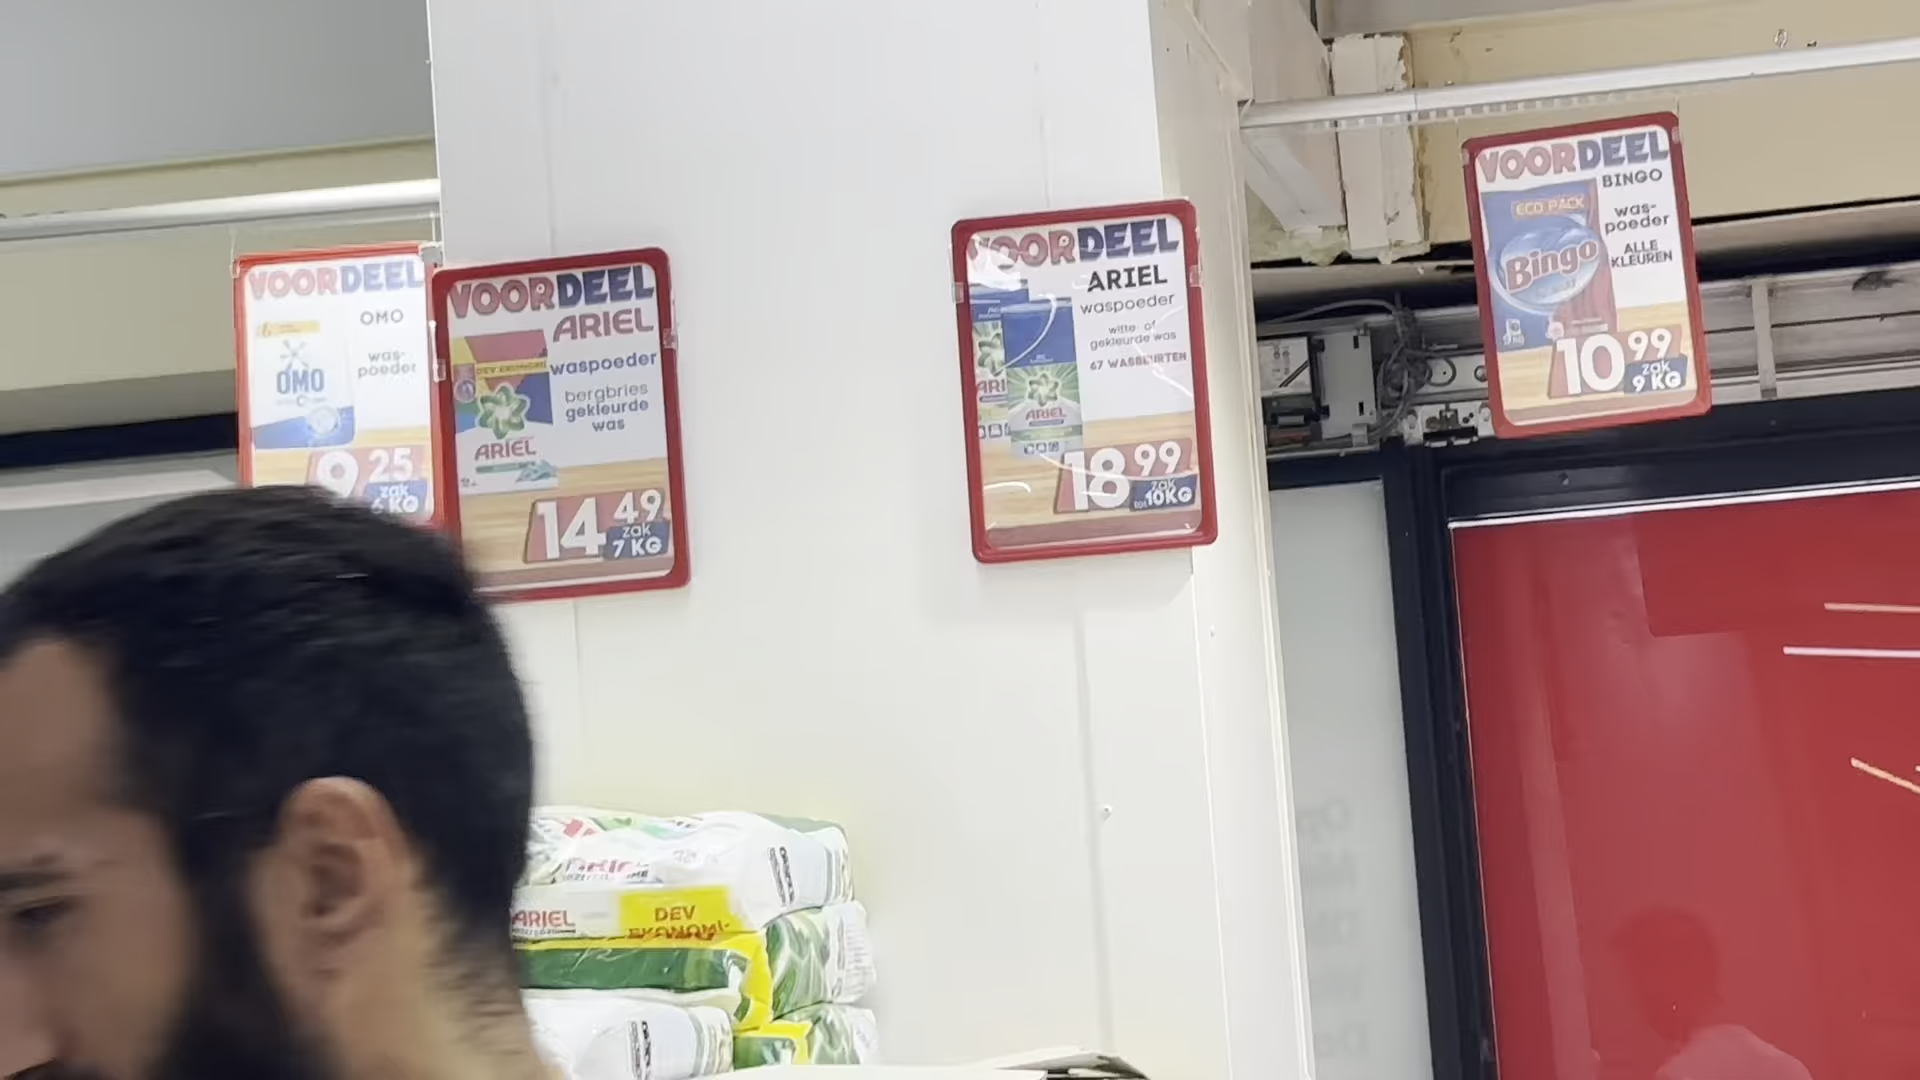 VOORDEEL
OMO
was-
poeder
OMO
9 25
zak
6 KG
VOORDEEL
ARIEL
DEV EKONOMİ
waspoeder
bergbries
gekleurde
was
ARIEL
14 49
zak
7 KG
VOORDEEL
ARIEL
waspoeder
witte of
gekleurde was
67 WASBEURTEN
ARI
ARIEL
18 99
zak
tot 10KG
VOORDEEL
BINGO
ECO PACK
was-
poeder
ALLE
KLEUREN
Bingo
10 99
zak
9 KG
ARIEL
DEV
EKONOMİ-